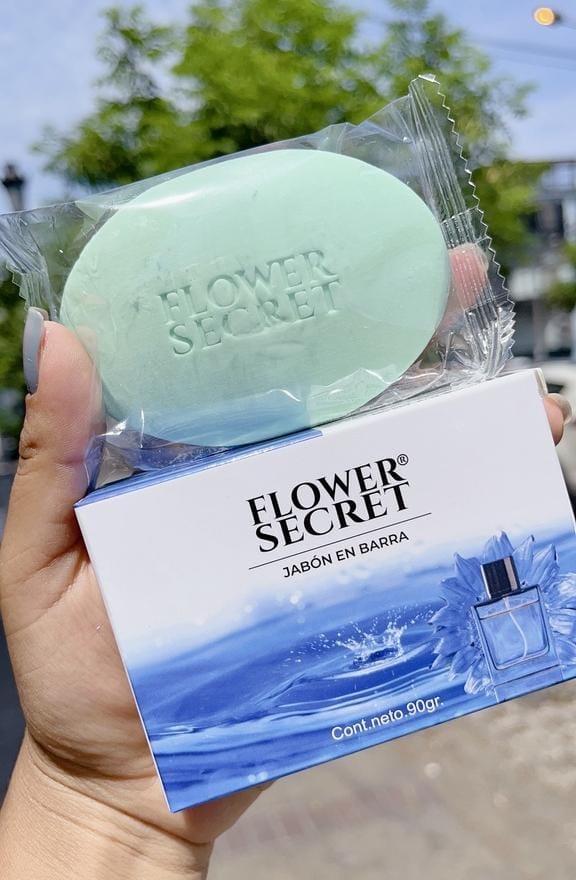 FLOWER
SECRET
FLOWER®
SECRET
JABÓN EN BARRA
Cont.neto.90gr.